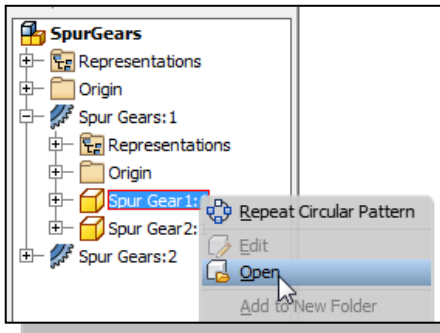 SpurGears
Representations
Origin
Spur Gears:1
Representations
Origin
Spur Gear1:
Spur Gear2:
Spur Gears:2
Repeat Circular Pattern
Edit
Open
Add to New Folder